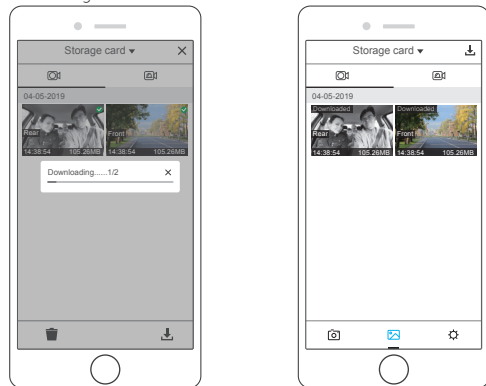 Storage card
04-05-2019
Rear
Front
14:38:54 105.26MB
14:38:54 105.26MB
Downloading......1/2
Storage card
04-05-2019
Downloaded
Downloaded
Rear
Front
14:38:54 105.26MB
14:38:54 105.26MB